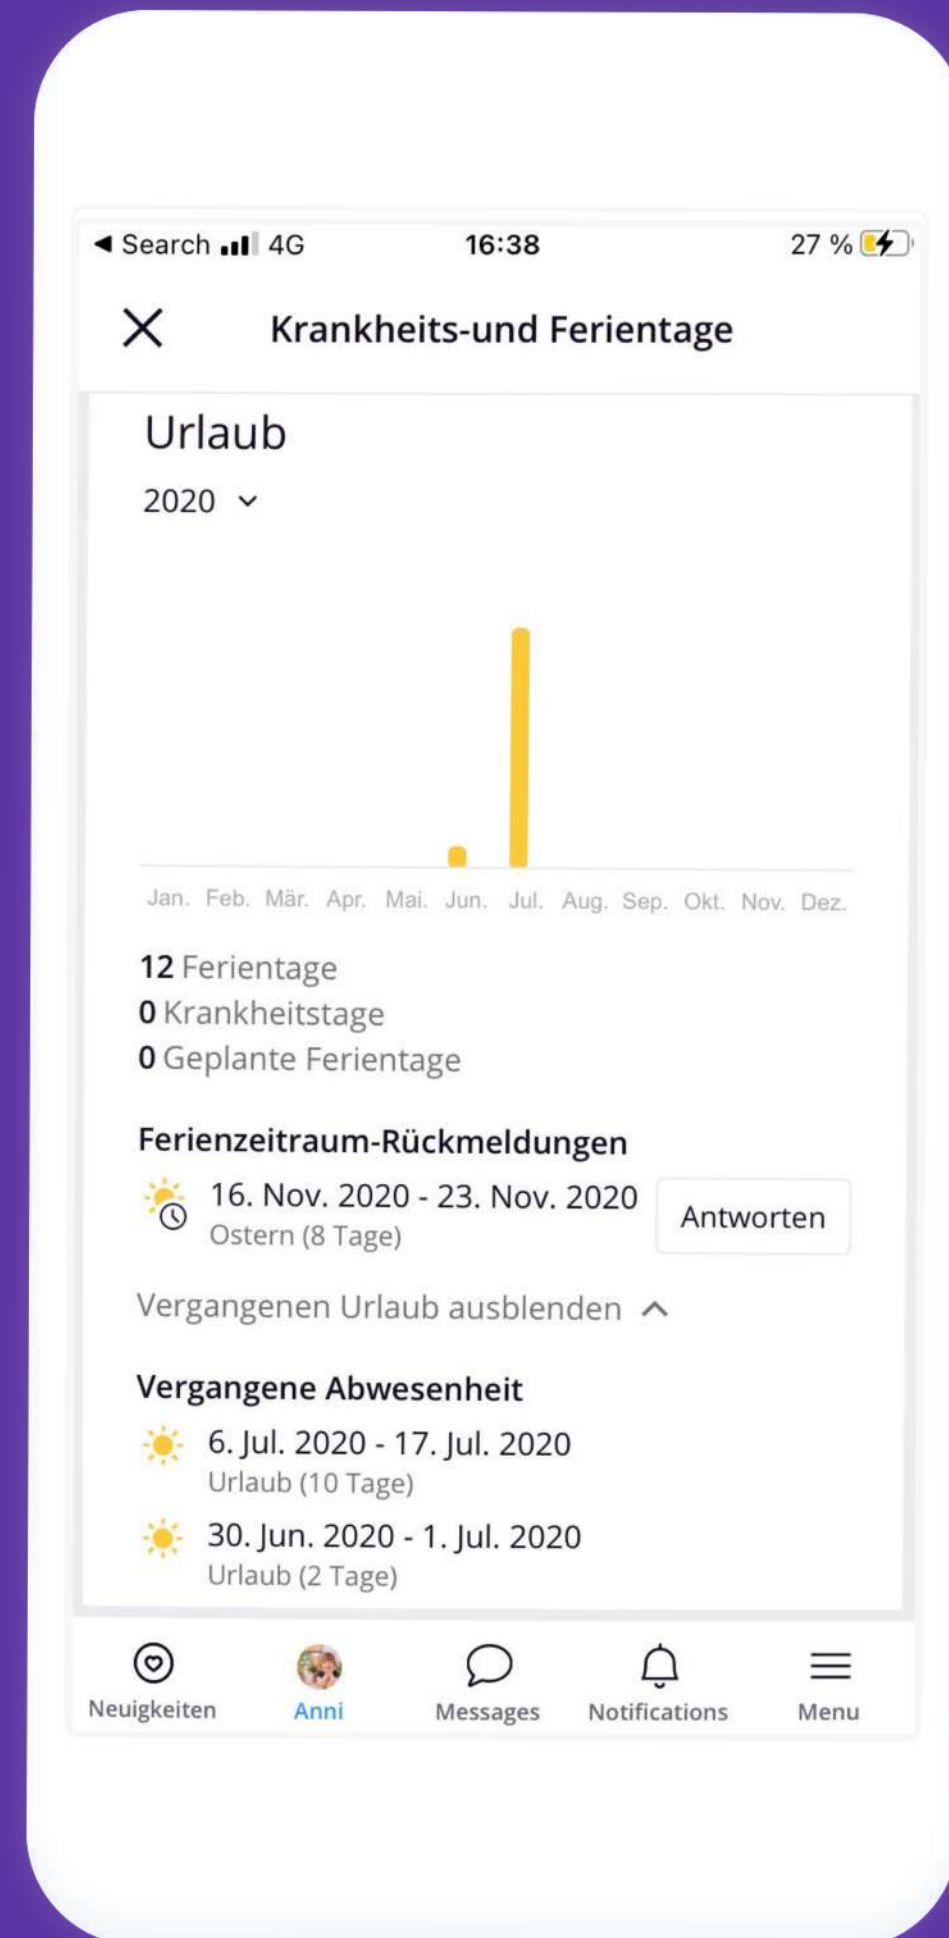 ◀ Search 4G 16:38 27 %
Krankheits-und Ferientage
Urlaub
2020
Jan. Feb. Mär. Apr. Mai. Jun. Jul. Aug. Sep. Okt. Nov. Dez.
12 Ferientage
0 Krankheitstage
0 Geplante Ferientage
Ferienzeitraum-Rückmeldungen
16. Nov. 2020 - 23. Nov. 2020
Ostern (8 Tage)
Antworten
Vergangenen Urlaub ausblenden
Vergangene Abwesenheit
6. Jul. 2020 - 17. Jul. 2020
Urlaub (10 Tage)
30. Jun. 2020 - 1. Jul. 2020
Urlaub (2 Tage)
Neuigkeiten Anni Messages Notifications Menu